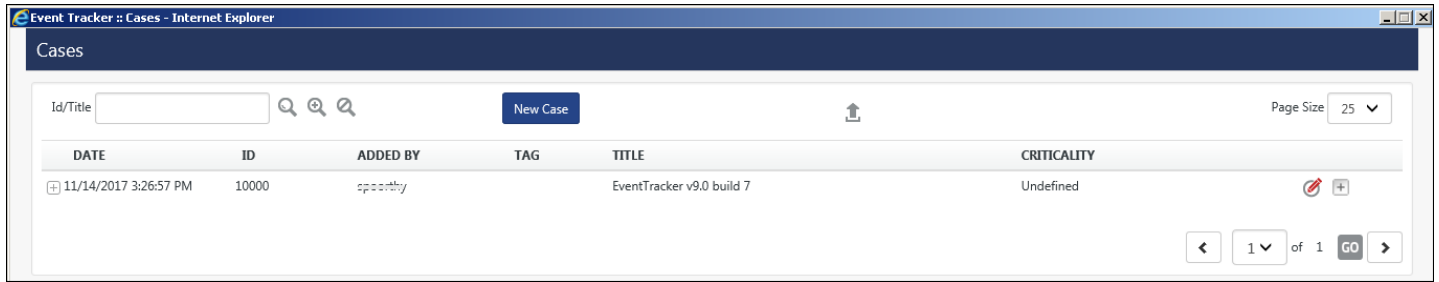 Event Tracker :: Cases - Internet Explorer
Cases
Id/Title New Case Page Size 25
DATE ID ADDED BY TAG TITLE CRITICALITY
11/14/2017 3:26:57 PM 10000 EventTracker v9.0 build 7 Undefined
1 of 1 GO